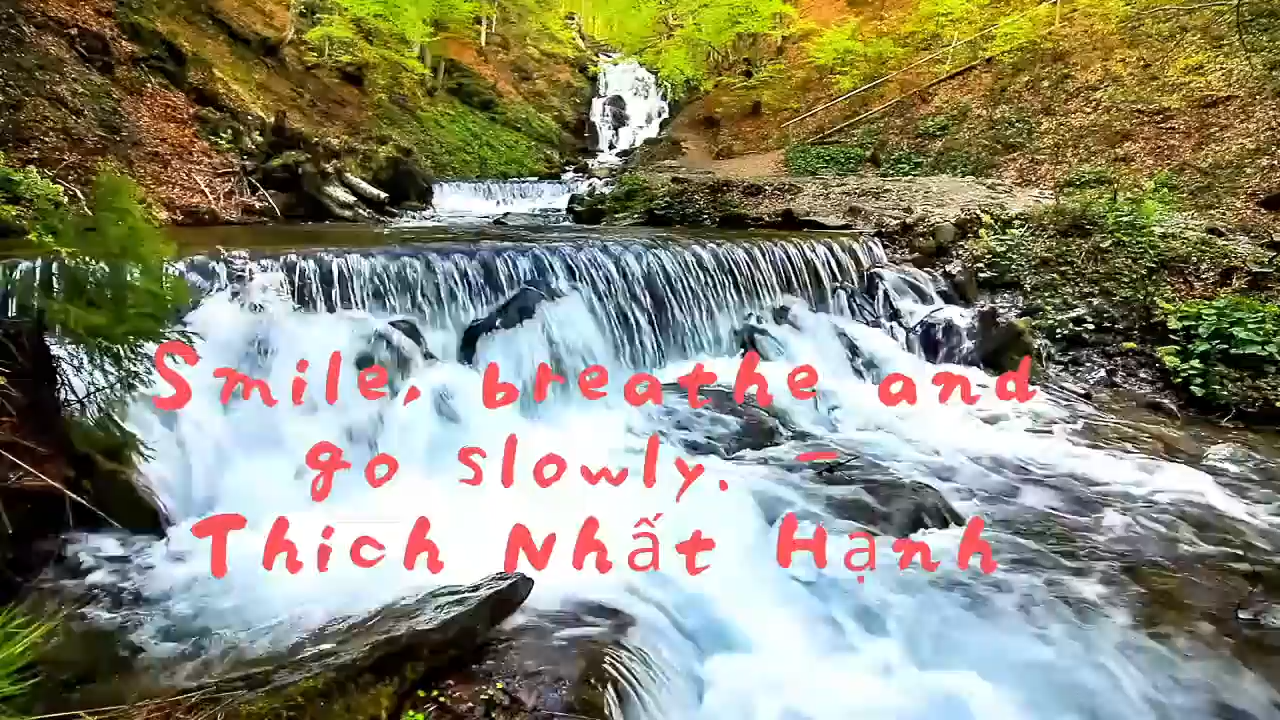 Smile, breathe and
go slowly. -
Thich Nhất Hạnh